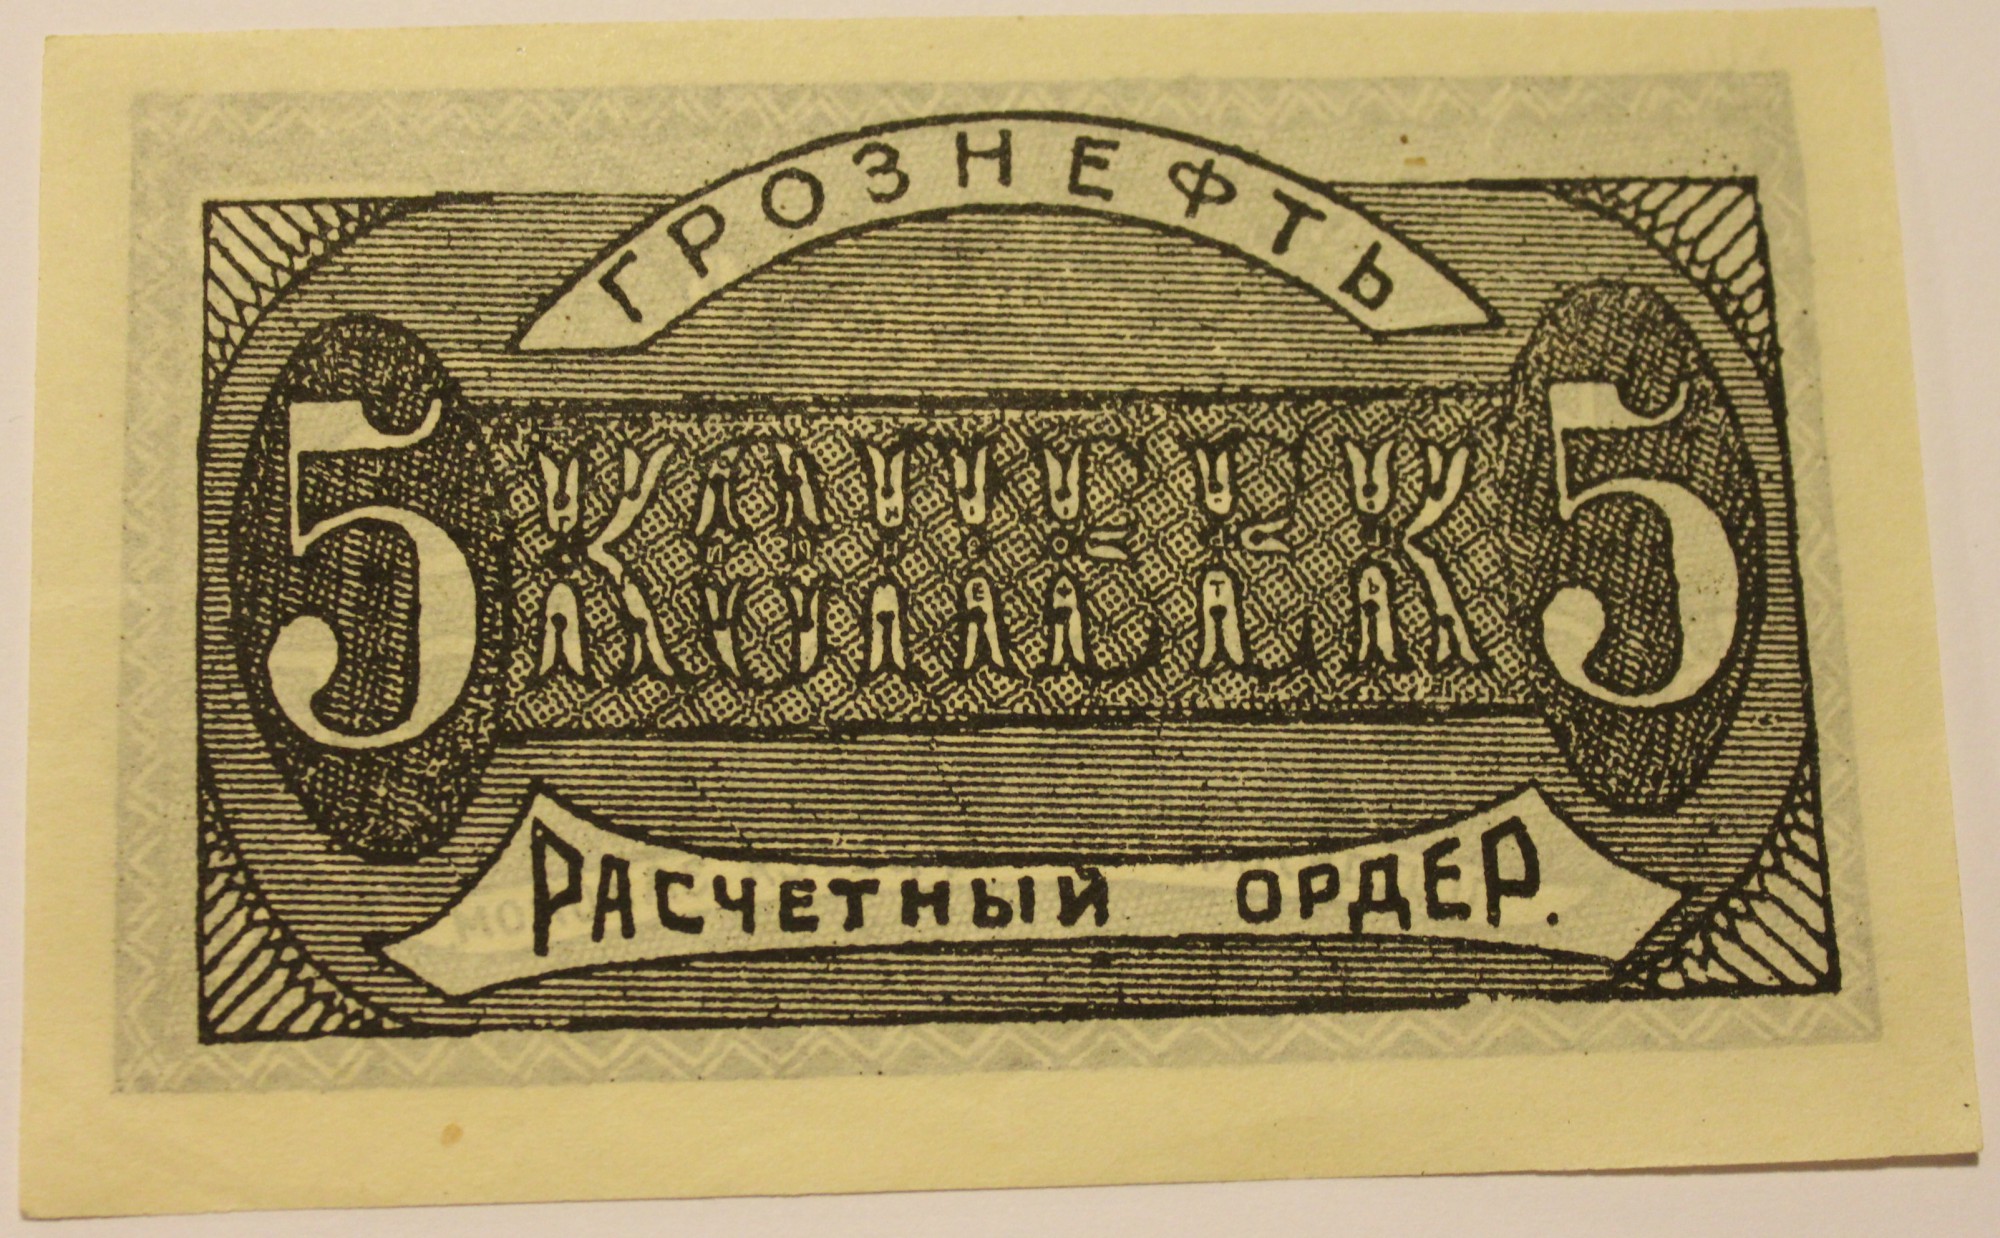 ГРОЗНЕФТЬ
5 КОПЕЕК 5
РАСЧЕТНЫЙ ОРДЕР.